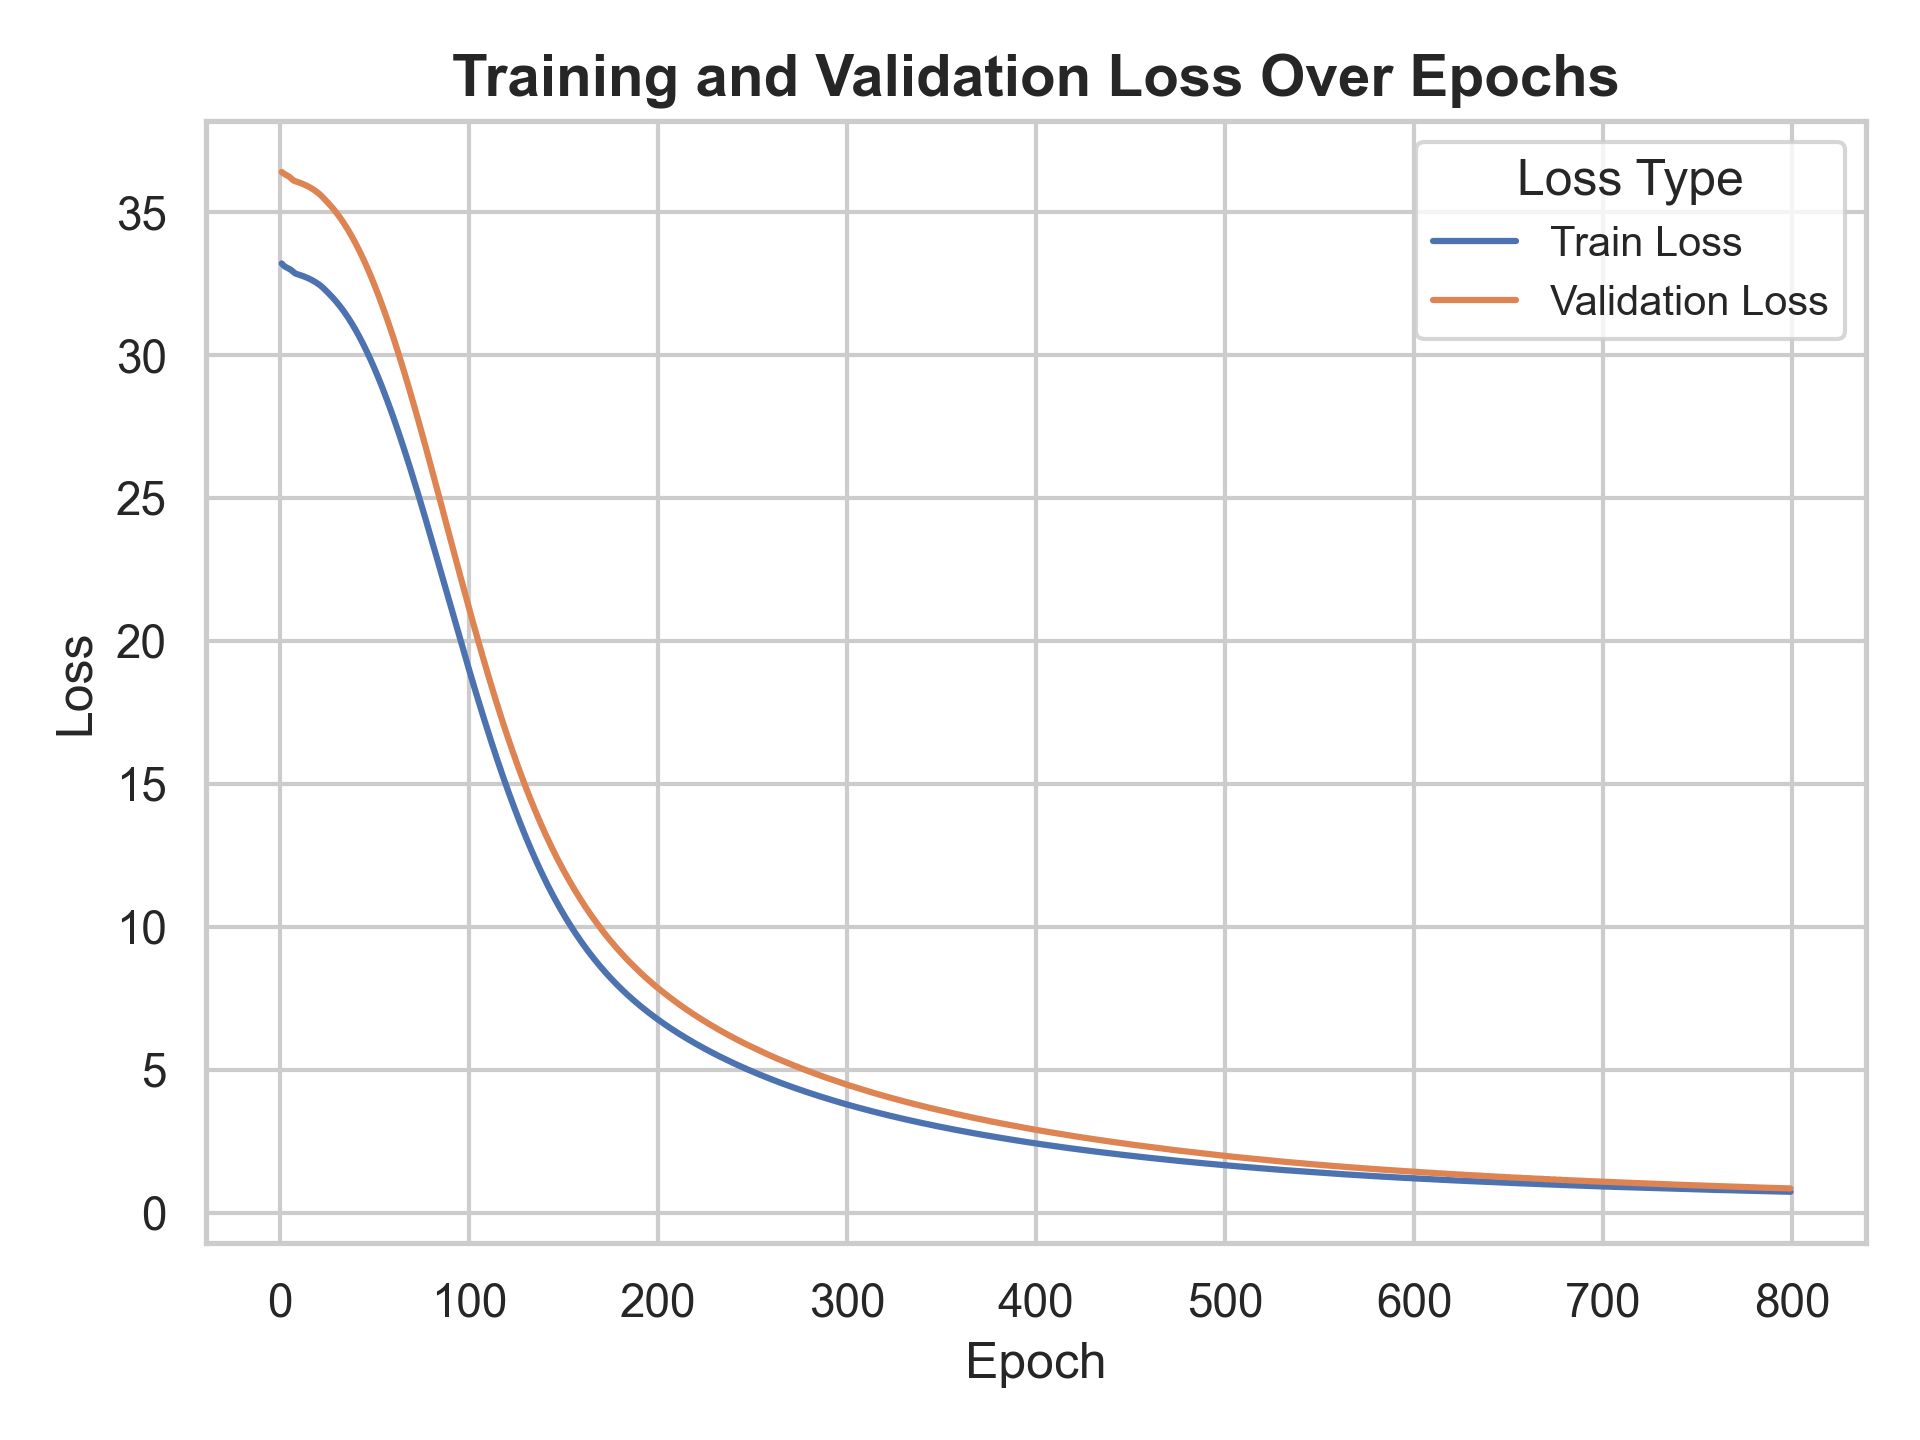 Training and Validation Loss Over Epochs
Loss Type
Train Loss
Validation Loss
35
30
25
20
15
10
5
0
Loss
0 100 200 300 400 500 600 700 800
Epoch